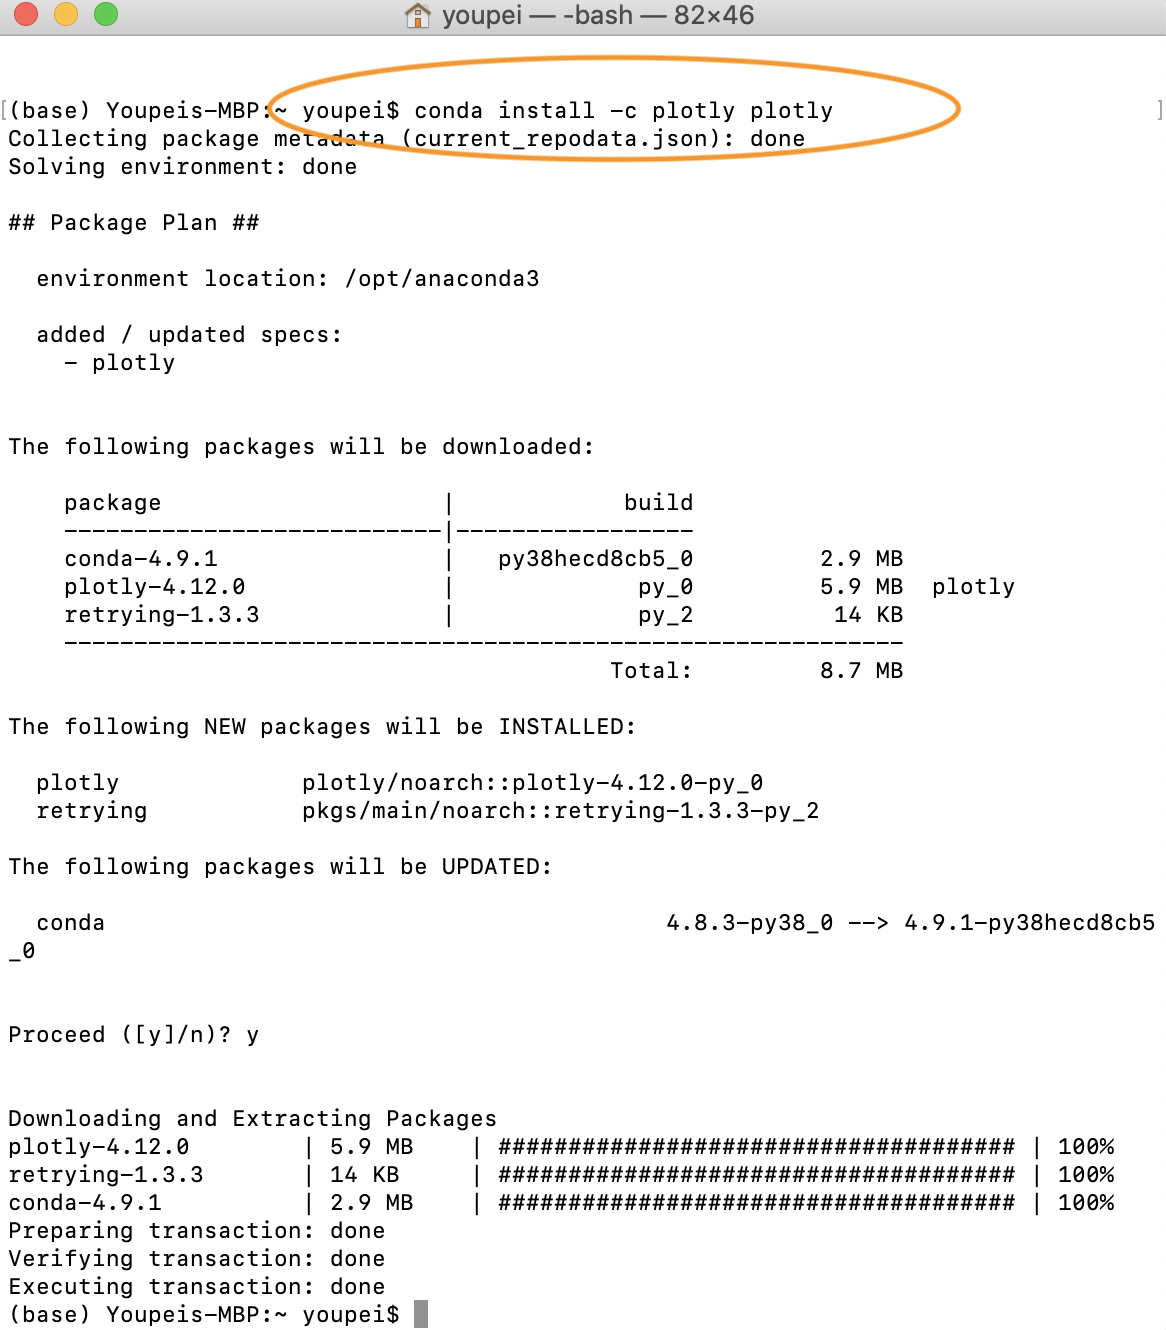 youpei — -bash — 82×46
(base) Youpeis-MBP:~ youpei$ conda install -c plotly plotly
Collecting package metadata (current_repodata.json): done
Solving environment: done
## Package Plan ##
environment location: /opt/anaconda3
added / updated specs:
- plotly
The following packages will be downloaded:
package | build
---------------------------|-----------------
conda-4.9.1 | py38hecd8cb5_0 2.9 MB
plotly-4.12.0 | py_0 5.9 MB plotly
retrying-1.3.3 | py_2 14 KB
------------------------------------------------------------
Total: 8.7 MB
The following NEW packages will be INSTALLED:
plotly plotly/noarch::plotly-4.12.0-py_0
retrying pkgs/main/noarch::retrying-1.3.3-py_2
The following packages will be UPDATED:
conda 4.8.3-py38_0 --> 4.9.1-py38hecd8cb5
_0
Proceed ([y]/n)? y
Downloading and Extracting Packages
plotly-4.12.0 | 5.9 MB | ##################################### | 100%
retrying-1.3.3 | 14 KB | ##################################### | 100%
conda-4.9.1 | 2.9 MB | ##################################### | 100%
Preparing transaction: done
Verifying transaction: done
Executing transaction: done
(base) Youpeis-MBP:~ youpei$